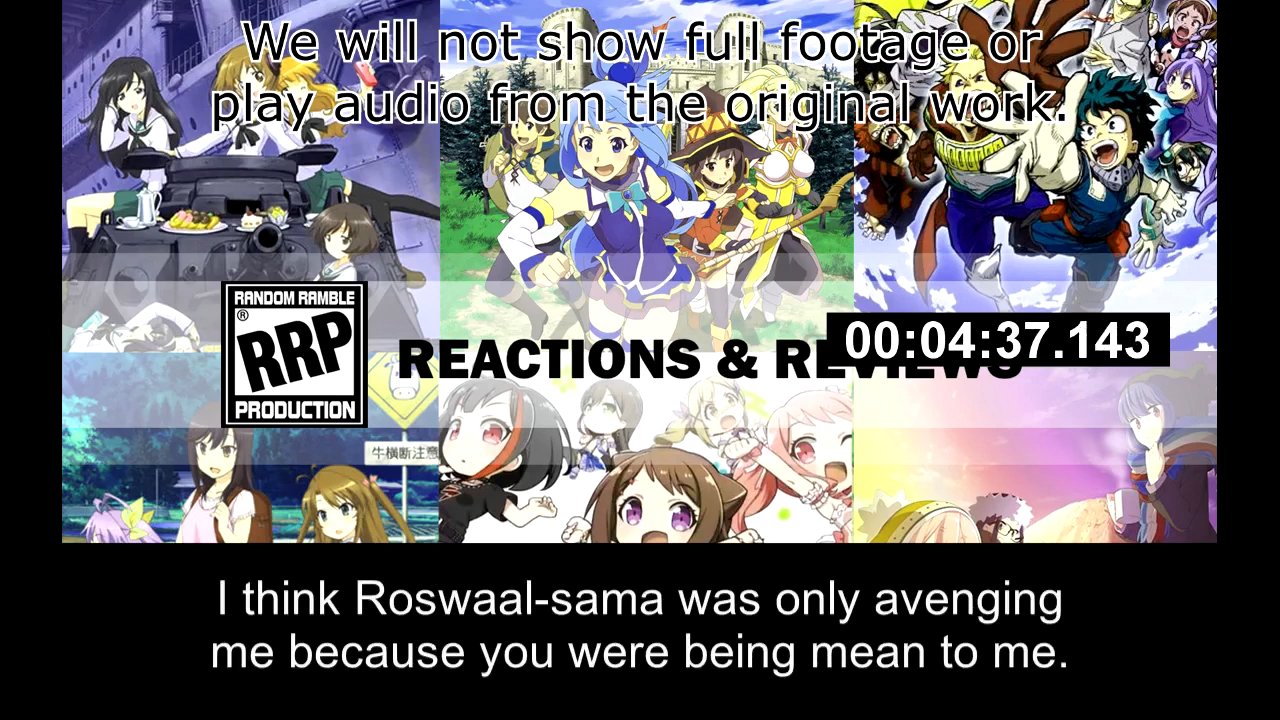 We will not show full footage or
play audio from the original work.
RANDOM RAMBLE
®
RRP
PRODUCTION
REACTIONS & REVIEWS
00:04:37.143
牛横断注意
I think Roswaal-sama was only avenging
me because you were being mean to me.